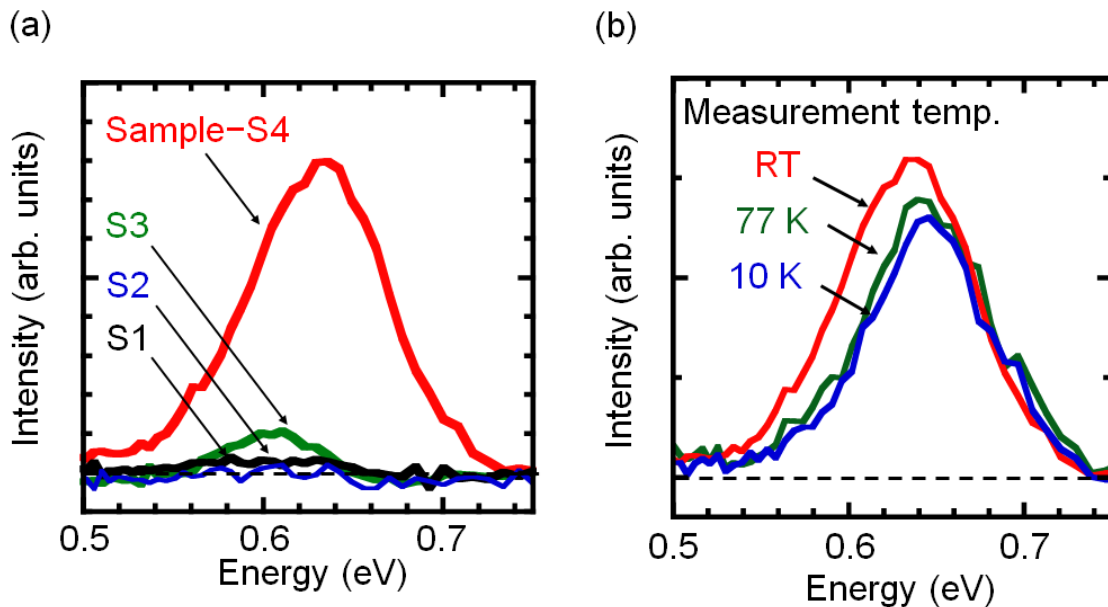 (a)
Intensity (arb. units)
Sample-S4
S3
S2
S1
0.5
0.6
0.7
Energy (eV)
(b)
Intensity (arb. units)
Measurement temp.
RT
77 K
10 K
0.5
0.6
0.7
Energy (eV)